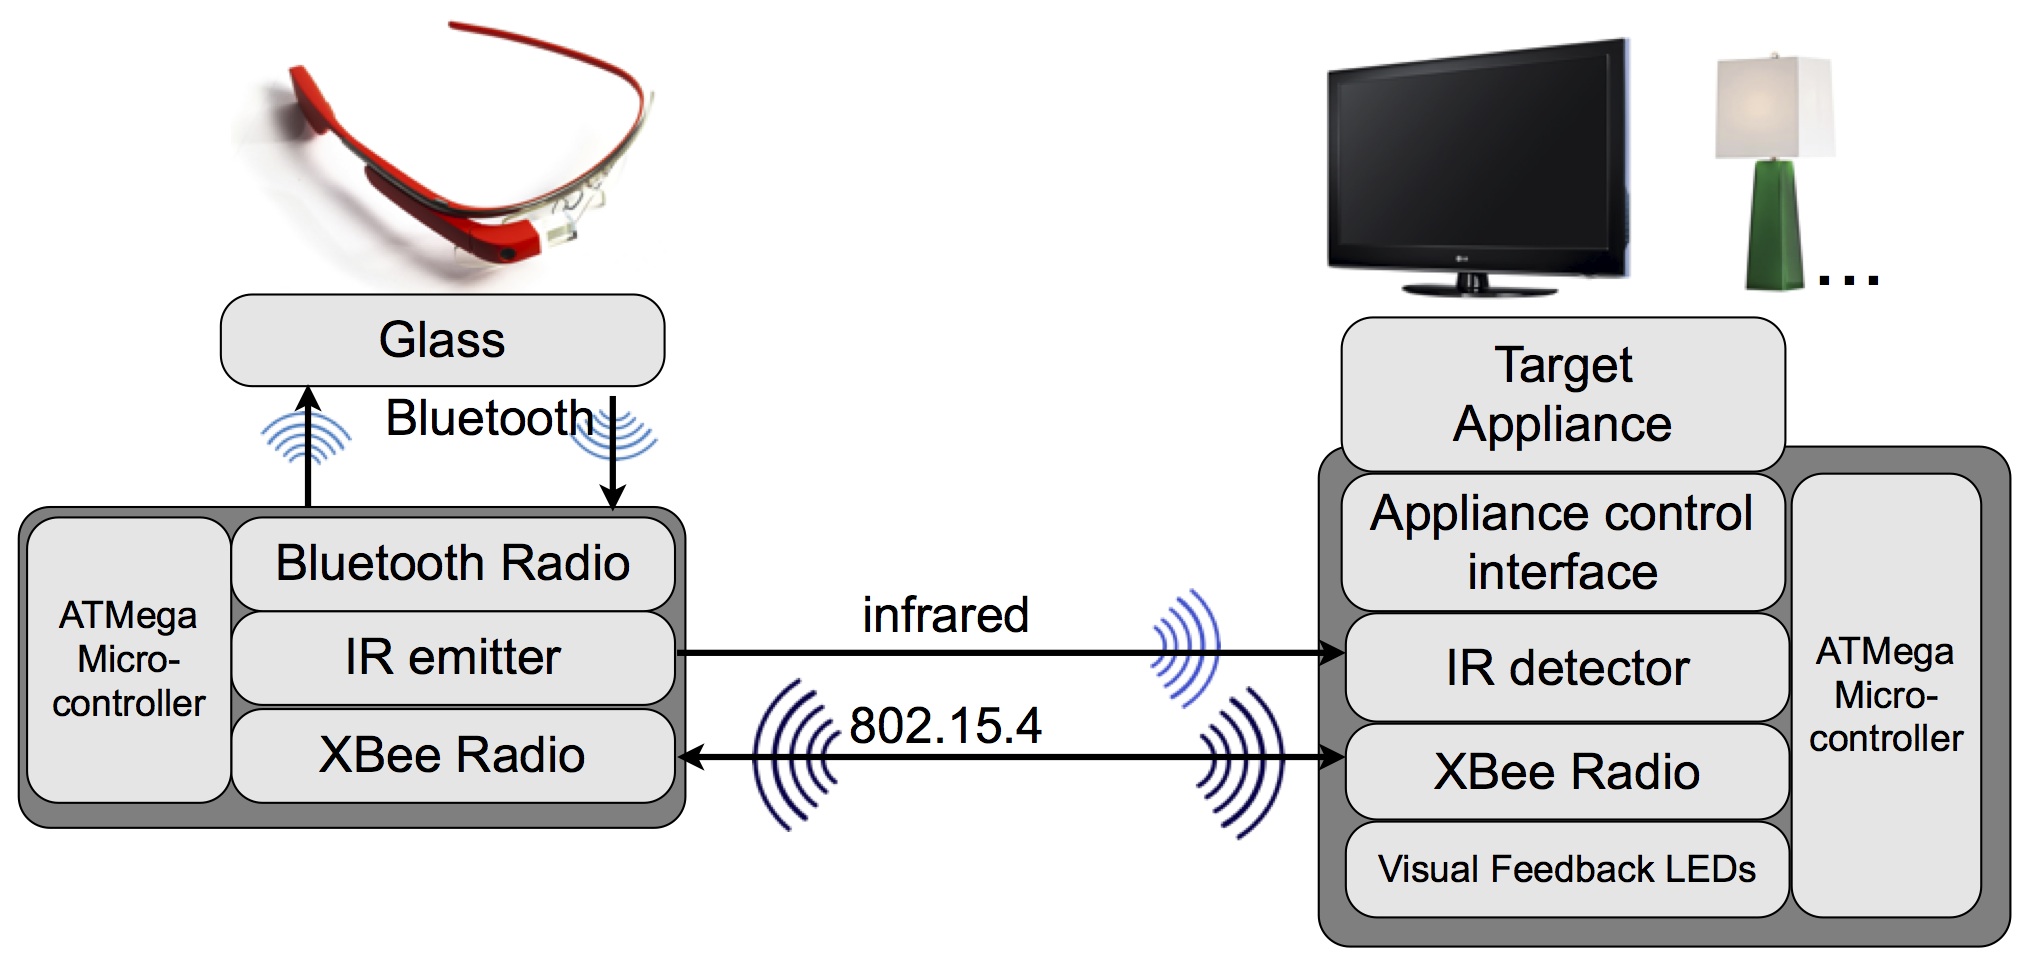 Glass
Bluetooth
ATMega
Micro-
controller
Bluetooth Radio
IR emitter
XBee Radio
infrared
802.15.4
Target
Appliance
Appliance control
interface
IR detector
XBee Radio
Visual Feedback LEDs
ATMega
Micro-
controller
...